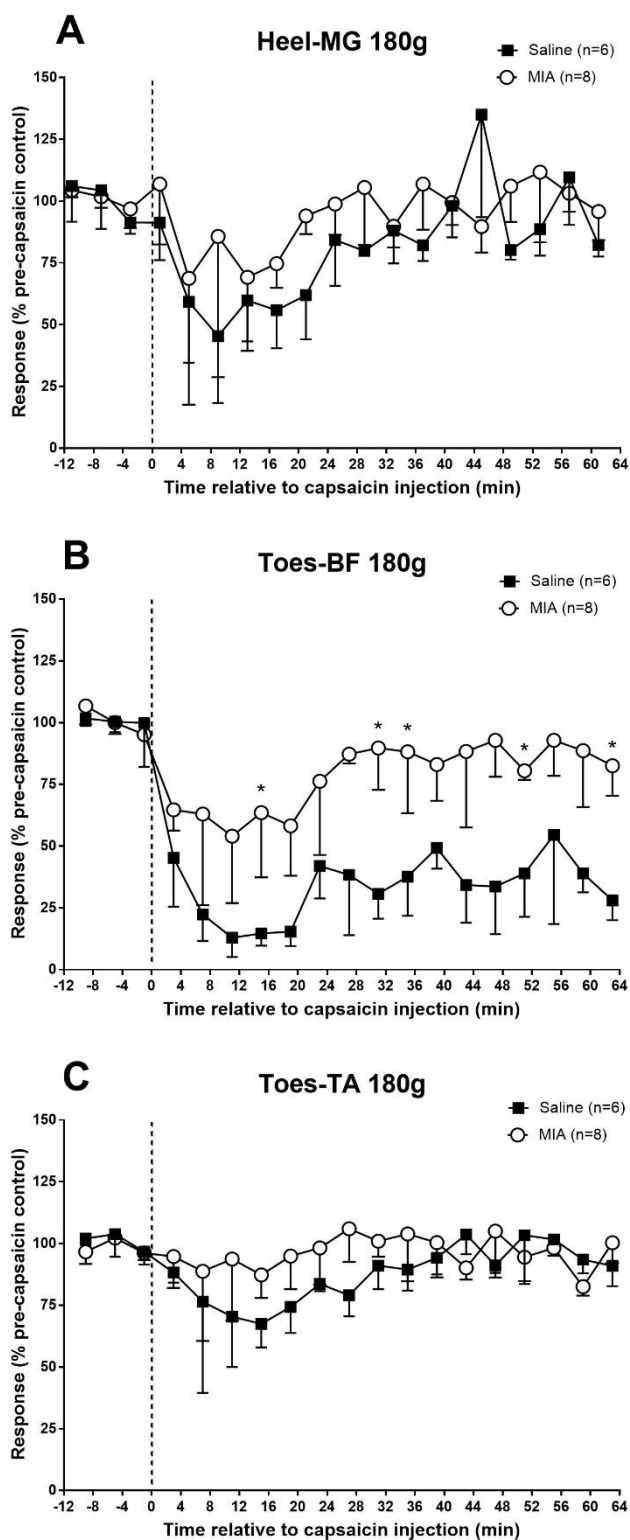 A
Heel-MG 180g
Saline (n=6)
MIA (n=8)
Response (% pre-capsaicin control)
150
125
100
75
50
25
0
-12 -8 -4 0 4 8 12 16 20 24 28 32 36 40 44 48 52 56 60 64
Time relative to capsaicin injection (min)
B
Toes-BF 180g
Saline (n=6)
MIA (n=8)
Response (% pre-capsaicin control)
150
125
100
75
50
25
0
* * * * *
-12 -8 -4 0 4 8 12 16 20 24 28 32 36 40 44 48 52 56 60 64
Time relative to capsaicin injection (min)
C
Toes-TA 180g
Saline (n=6)
MIA (n=8)
Response (% pre-capsaicin control)
150
125
100
75
50
25
0
-12 -8 -4 0 4 8 12 16 20 24 28 32 36 40 44 48 52 56 60 64
Time relative to capsaicin injection (min)